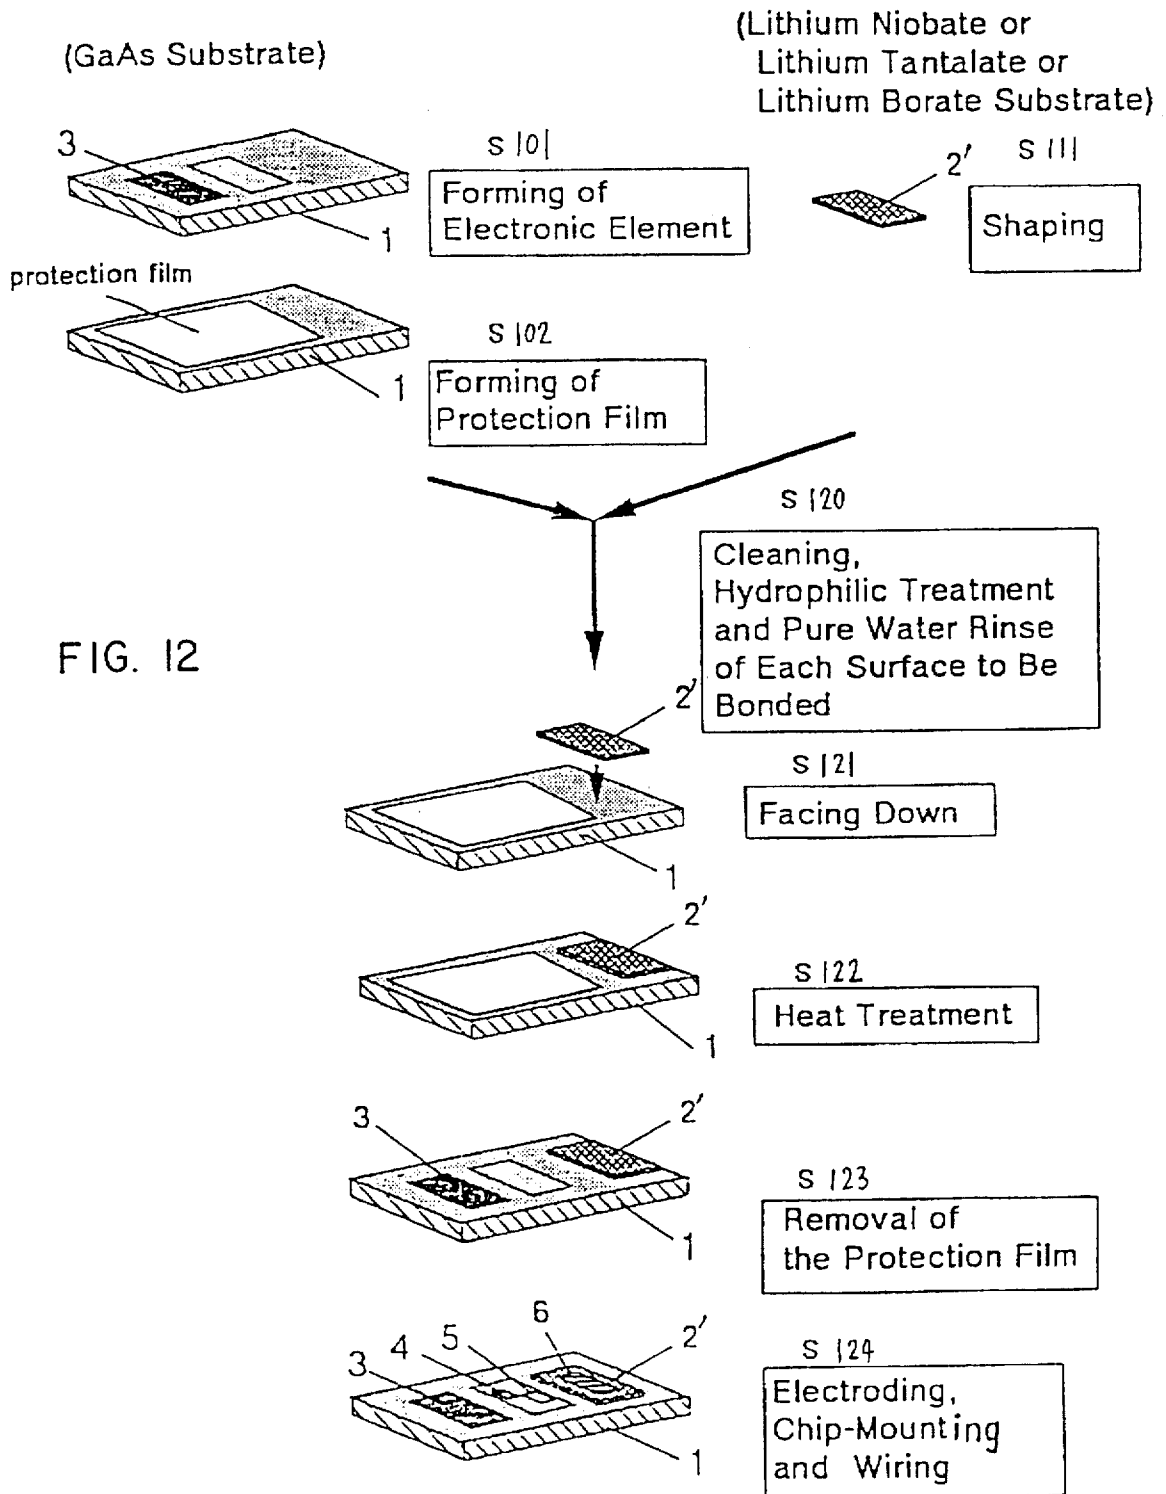 (GaAs Substrate)
(Lithium Niobate or
Lithium Tantalate or
Lithium Borate Substrate)
3
S 101
Forming of
Electronic Element
1
2'
S 111
Shaping
protection film
S 102
Forming of
Protection Film
1
S 120
Cleaning,
Hydrophilic Treatment
and Pure Water Rinse
of Each Surface to Be
Bonded
FIG. 12
2'
S 121
Facing Down
1
2'
S 122
Heat Treatment
1
3
2'
S 123
Removal of
the Protection Film
1
3
4
5
6
2'
S 124
Electroding,
Chip-Mounting
and Wiring
1